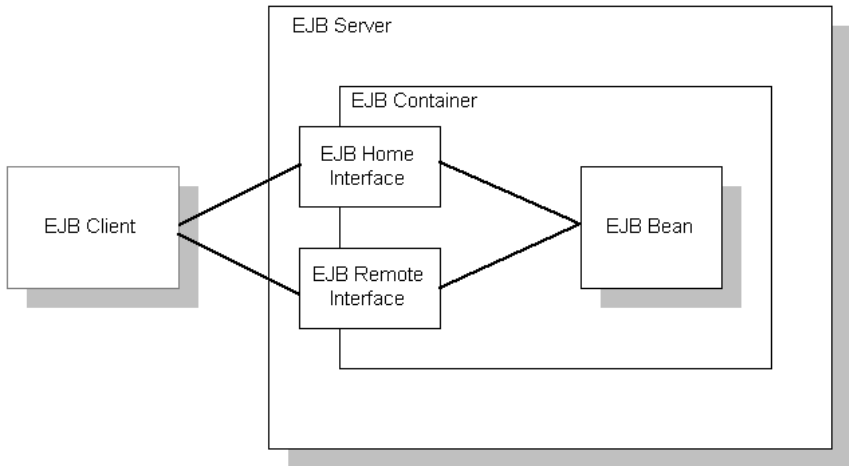 EJB Server
EJB Container
EJB Home
Interface
EJB Client
EJB Bean
EJB Remote
Interface